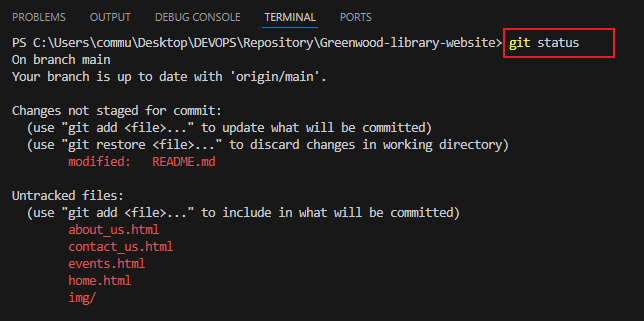 PROBLEMS OUTPUT DEBUG CONSOLE TERMINAL PORTS
PS C:\Users\commu\Desktop\DEVOPS\Repository\Greenwood-library-website> git status
On branch main
Your branch is up to date with 'origin/main'.
Changes not staged for commit:
(use "git add <file>..." to update what will be committed)
(use "git restore <file>..." to discard changes in working directory)
modified: README.md
Untracked files:
(use "git add <file>..." to include in what will be committed)
about_us.html
contact_us.html
events.html
home.html
img/